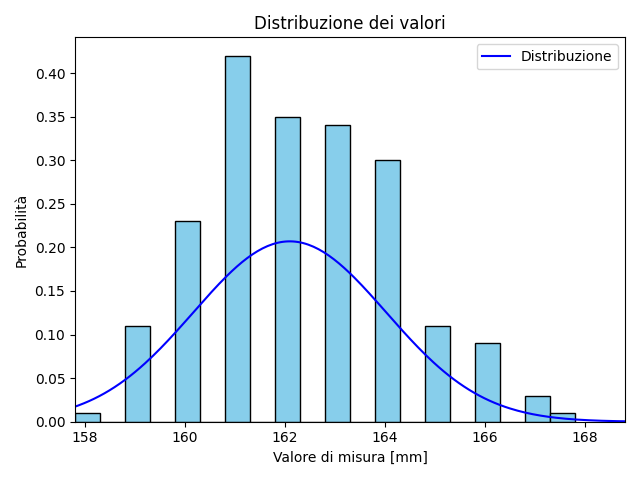 Distribuzione dei valori
Distribuzione
Probabilità
0.40
0.35
0.30
0.25
0.20
0.15
0.10
0.05
0.00
158 160 162 164 166 168
Valore di misura [mm]